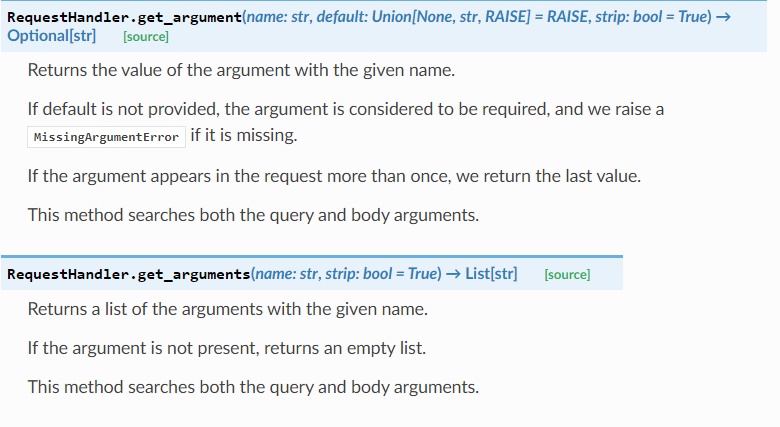 RequestHandler.get_argument(name: str, default: Union[None, str, RAISE] = RAISE, strip: bool = True) →
Optional[str] [source]
Returns the value of the argument with the given name.
If default is not provided, the argument is considered to be required, and we raise a
MissingArgumentError if it is missing.
If the argument appears in the request more than once, we return the last value.
This method searches both the query and body arguments.
RequestHandler.get_arguments(name: str, strip: bool = True) → List[str] [source]
Returns a list of the arguments with the given name.
If the argument is not present, returns an empty list.
This method searches both the query and body arguments.